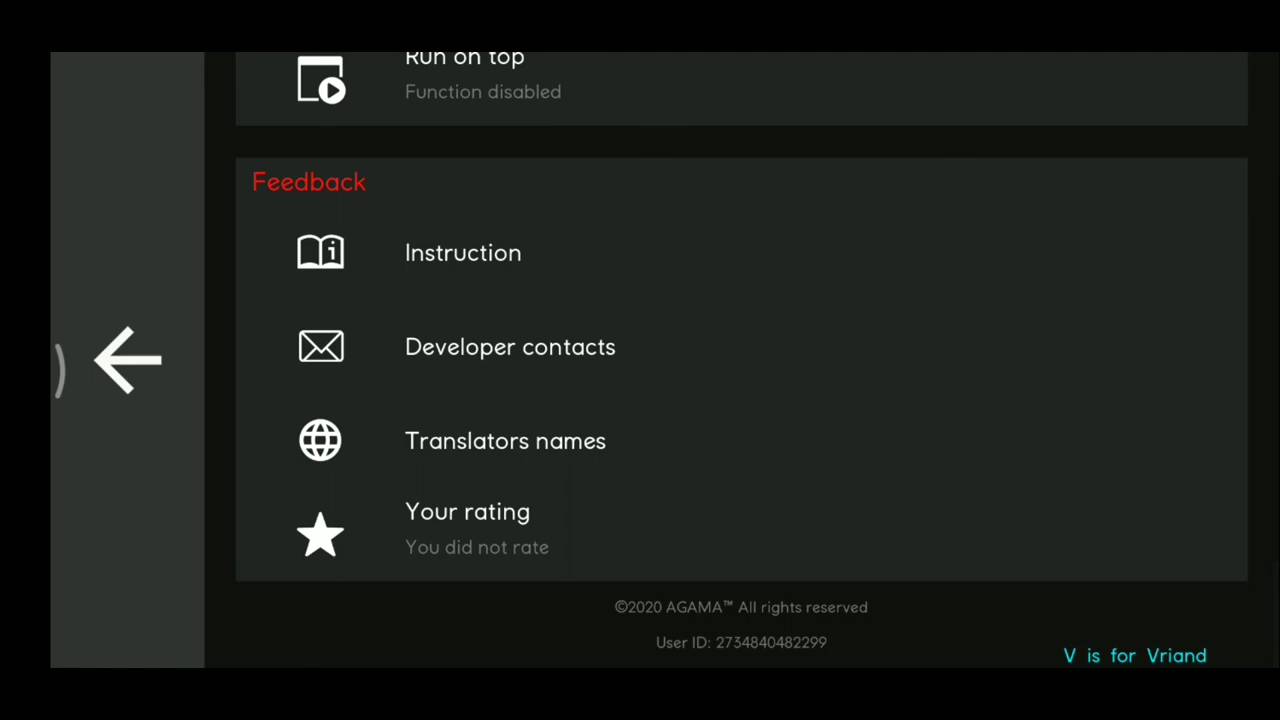 Run on top
Function disabled
Feedback
Instruction
Developer contacts
Translators names
Your rating
You did not rate
©2020 AGAMA™ All rights reserved
User ID: 2734840482299
V is for Vriand